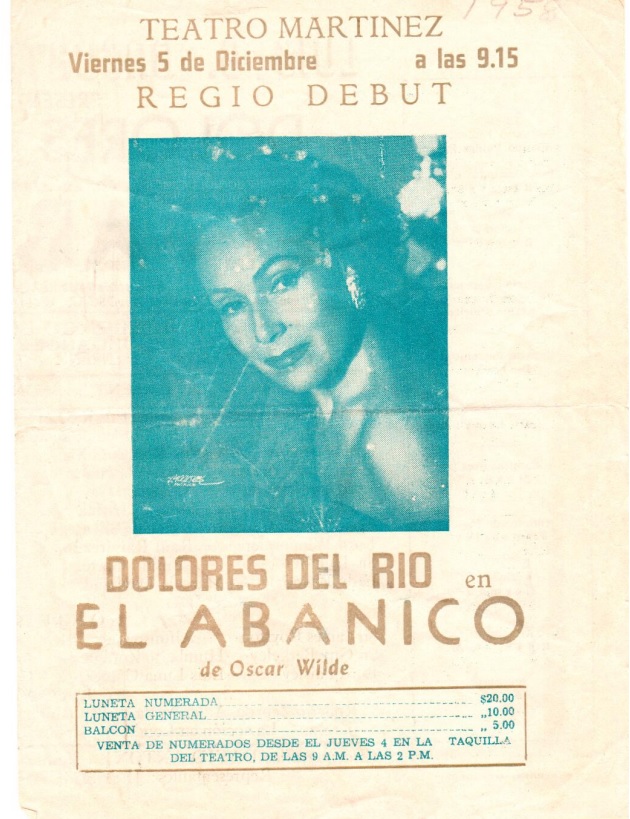 1958
TEATRO MARTINEZ
Viernes 5 de Diciembre a las 9.15
REGIO DEBUT
DOLORES DEL RIO en
EL ABANICO
de Oscar Wilde
LUNETA NUMERADA $20.00
LUNETA GENERAL „10.00
BALCON „ 5.00
VENTA DE NUMERADOS DESDE EL JUEVES 4 EN LA TAQUILLA
DEL TEATRO, DE LAS 9 A.M. A LAS 2 P.M.